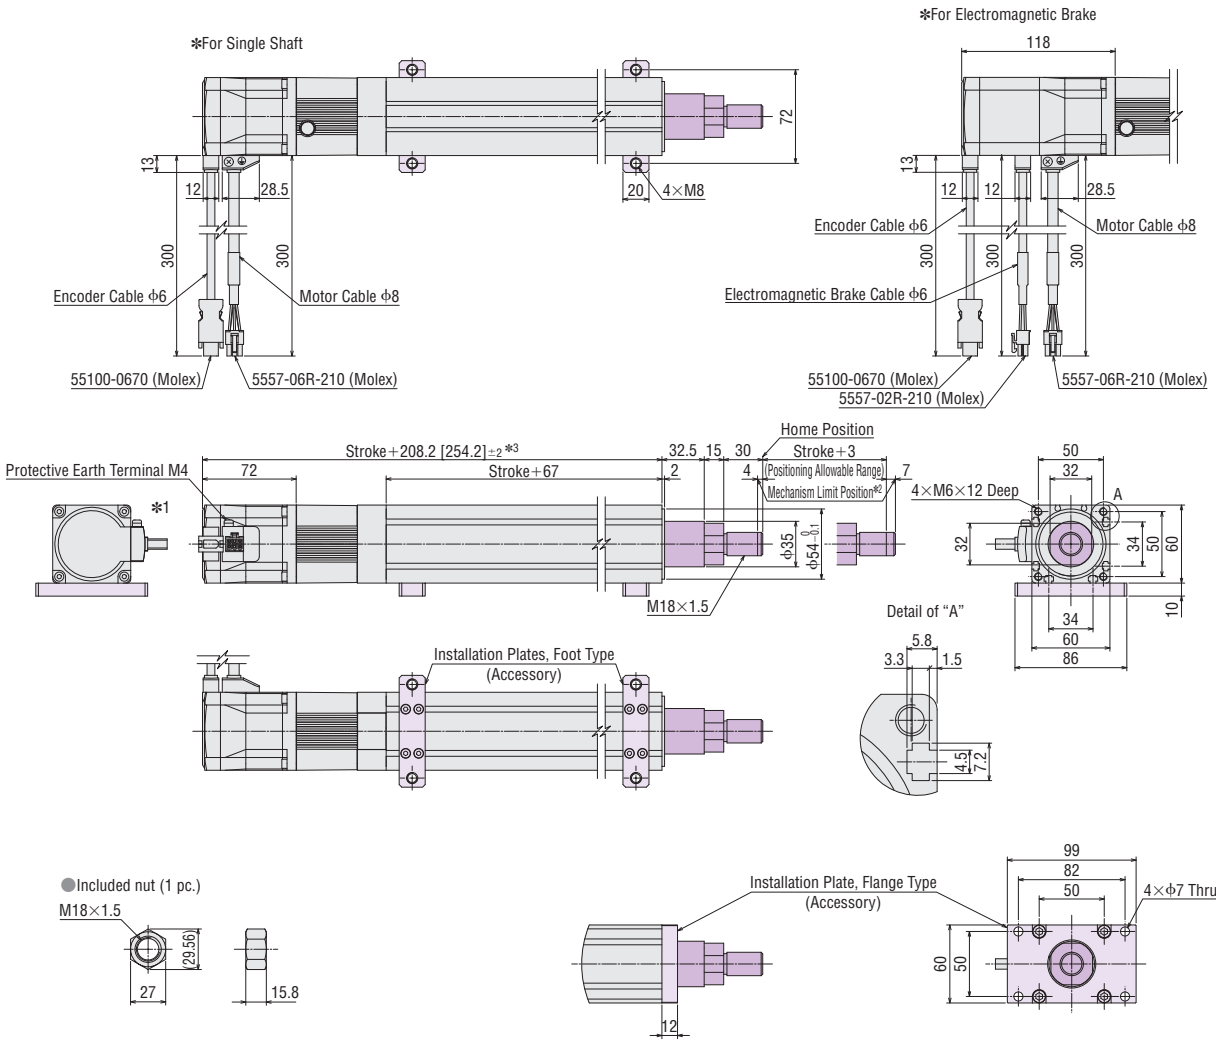 ✻For Electromagnetic Brake
✻For Single Shaft
118
72
13
12
28.5
20
4×M8
300
300
Encoder Cable ϕ6
Motor Cable ϕ8
55100-0670 (Molex)
5557-06R-210 (Molex)
13
12
12
28.5
Encoder Cable ϕ6
Motor Cable ϕ8
300
300
300
Electromagnetic Brake Cable ϕ6
55100-0670 (Molex)
5557-06R-210 (Molex)
5557-02R-210 (Molex)
Home Position
Stroke+208.2 [254.2]±2 *3
32.5
15
30
Stroke+3
Protective Earth Terminal M4
72
Stroke+67
2
4
(Positioning Allowable Range)
7
Mechanism Limit Position*2
✻1
ϕ35
ϕ54 0 −0.1
M18×1.5
50
32
4×M6×12 Deep
A
32
34
50
60
10
34
60
86
Detail of “A”
5.8
3.3
1.5
4.5
7.2
Installation Plates, Foot Type
(Accessory)
Included nut (1 pc.)
M18×1.5
(29.56)
27
15.8
Installation Plate, Flange Type
(Accessory)
12
99
82
50
4×ϕ7 Thru
60
50